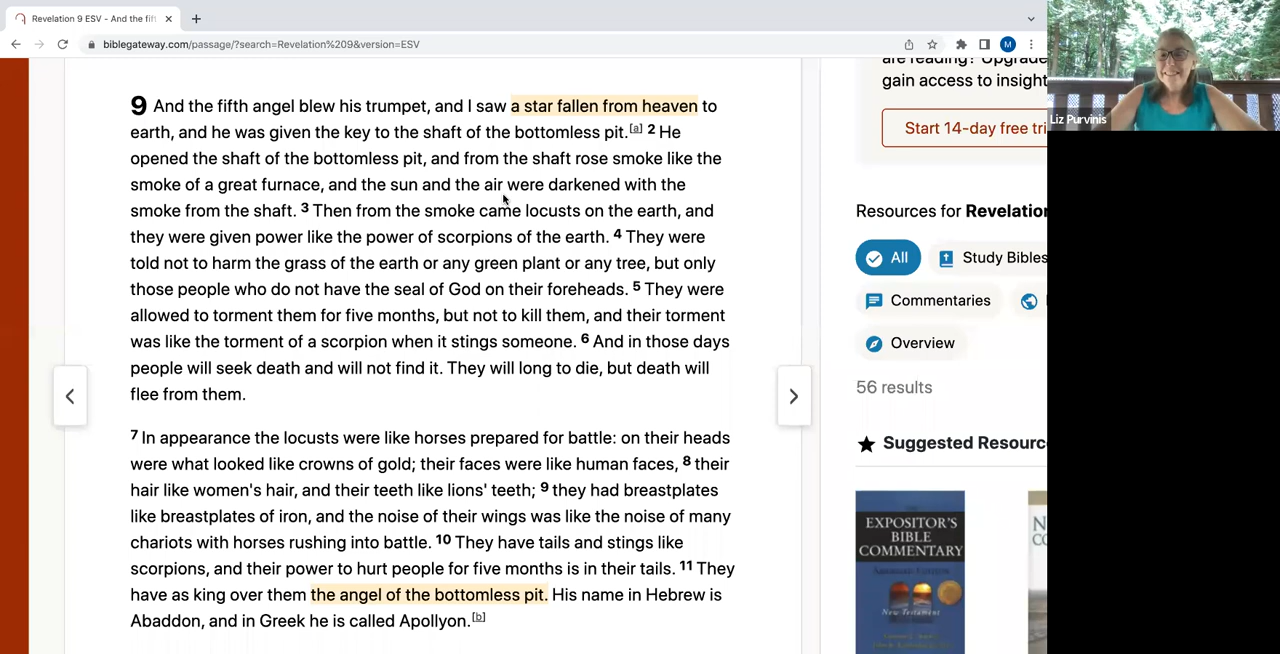 Revelation 9 ESV - And the fift
biblegateway.com/passage/?search=Revelation%209&version=ESV
M
9 And the fifth angel blew his trumpet, and I saw a star fallen from heaven to
earth, and he was given the key to the shaft of the bottomless pit.[a] 2 He
opened the shaft of the bottomless pit, and from the shaft rose smoke like the
smoke of a great furnace, and the sun and the air were darkened with the
smoke from the shaft. 3 Then from the smoke came locusts on the earth, and
they were given power like the power of scorpions of the earth. 4 They were
told not to harm the grass of the earth or any green plant or any tree, but only
those people who do not have the seal of God on their foreheads. 5 They were
allowed to torment them for five months, but not to kill them, and their torment
was like the torment of a scorpion when it stings someone. 6 And in those days
people will seek death and will not find it. They will long to die, but death will
flee from them.
7 In appearance the locusts were like horses prepared for battle: on their heads
were what looked like crowns of gold; their faces were like human faces, 8 their
hair like women's hair, and their teeth like lions' teeth; 9 they had breastplates
like breastplates of iron, and the noise of their wings was like the noise of many
chariots with horses rushing into battle. 10 They have tails and stings like
scorpions, and their power to hurt people for five months is in their tails. 11 They
have as king over them the angel of the bottomless pit. His name in Hebrew is
Abaddon, and in Greek he is called Apollyon.[b]
are reading? Upgrade
gain access to insight
Start 14-day free tri
Resources for Revelation
All
Study Bibles
Commentaries
Overview
56 results
Suggested Resourc
EXPOSITOR'S
BIBLE
COMMENTARY
New Testament
Liz Purvinis